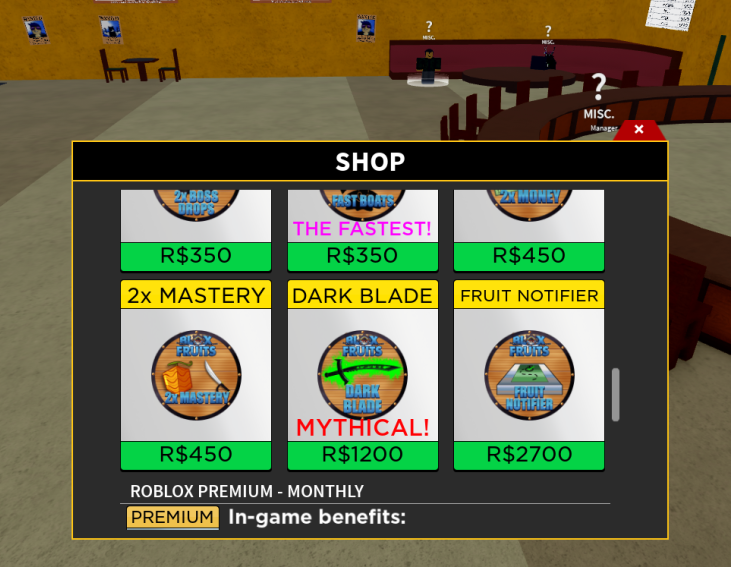 ?
MISC.
?
MISC.
?
MISC.
Manager
×
SHOP
2x BOSS
DROPS
R$350
FAST BOATS
THE FASTEST!
R$350
2x MONEY
R$450
2x MASTERY
BLOX
FRUITS
2x MASTERY
R$450
DARK BLADE
BLOX
FRUITS
DARK
BLADE
MYTHICAL!
R$1200
FRUIT NOTIFIER
BLOX
FRUITS
FRUIT
NOTIFIER
R$2700
ROBLOX PREMIUM - MONTHLY
PREMIUM In-game benefits: